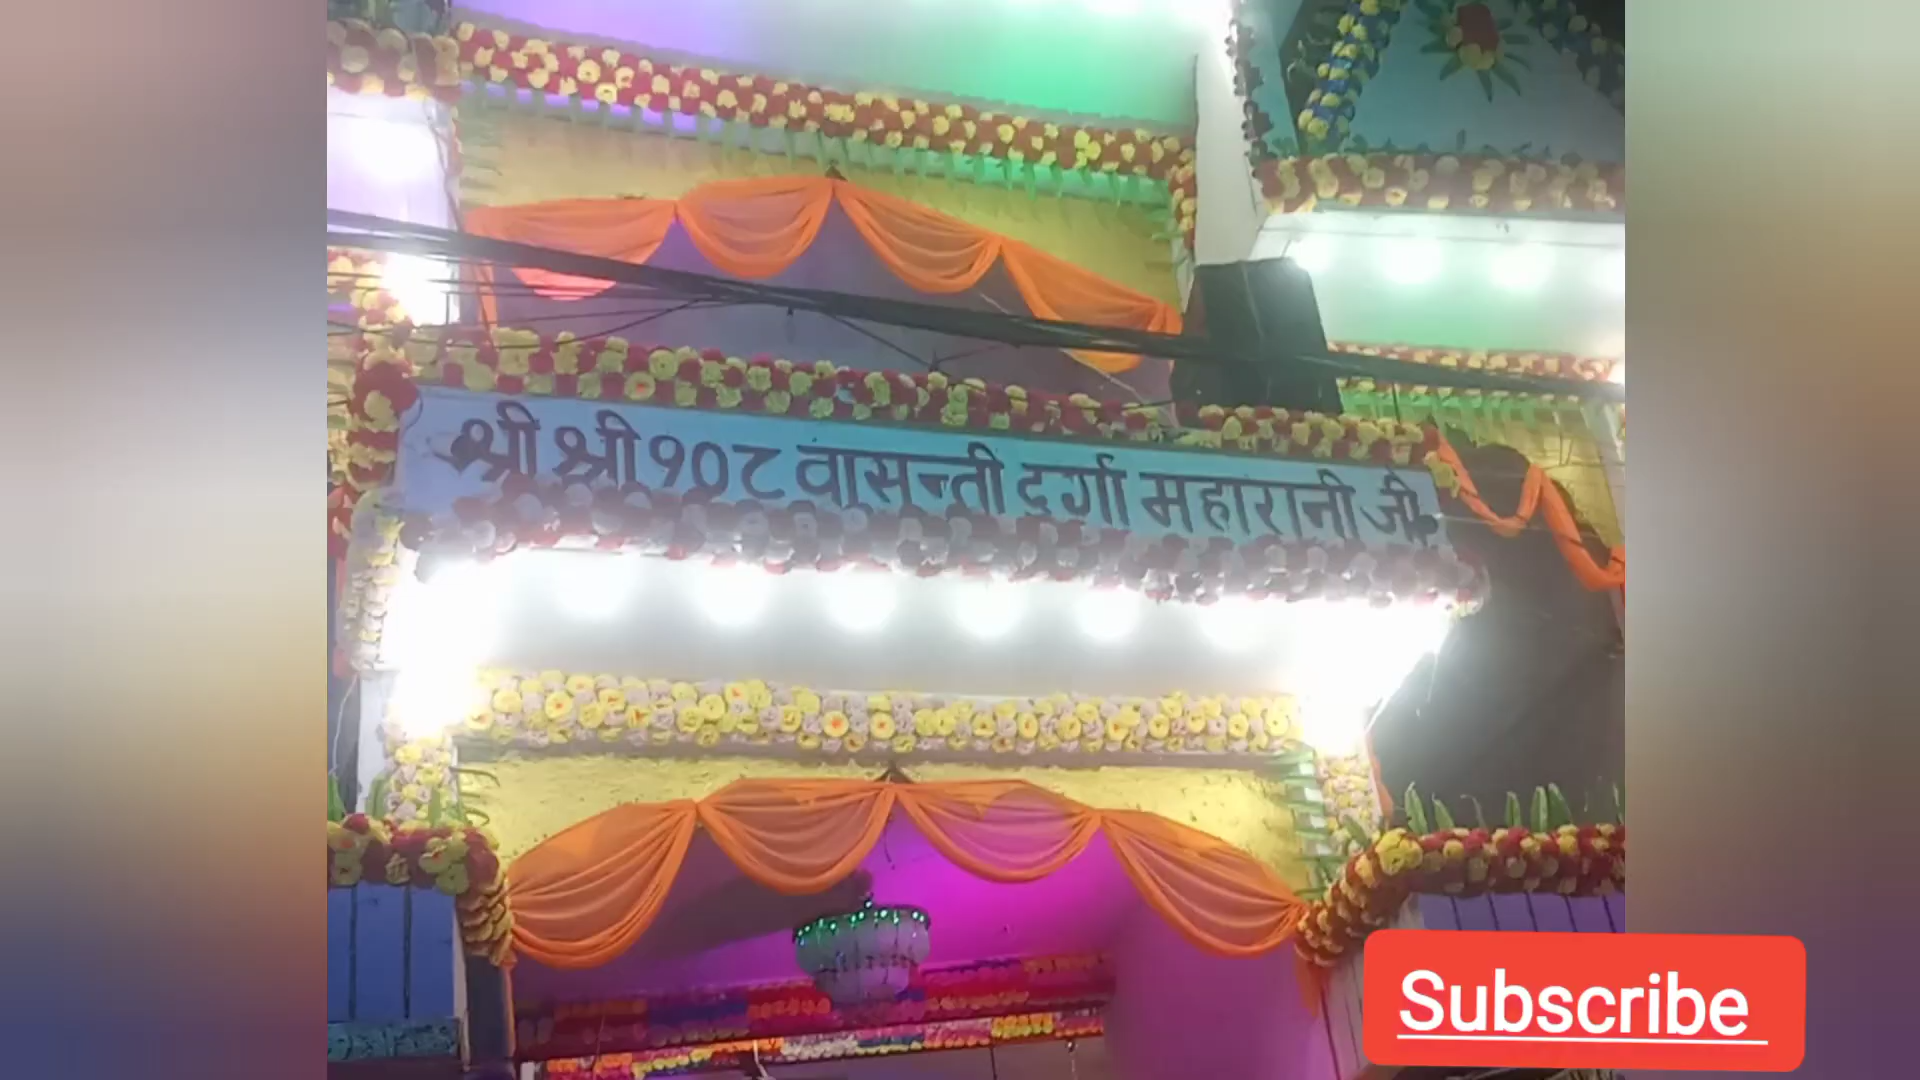 श्री श्री १०८ वासन्ती दुर्गा महारानी जी
Subscribe